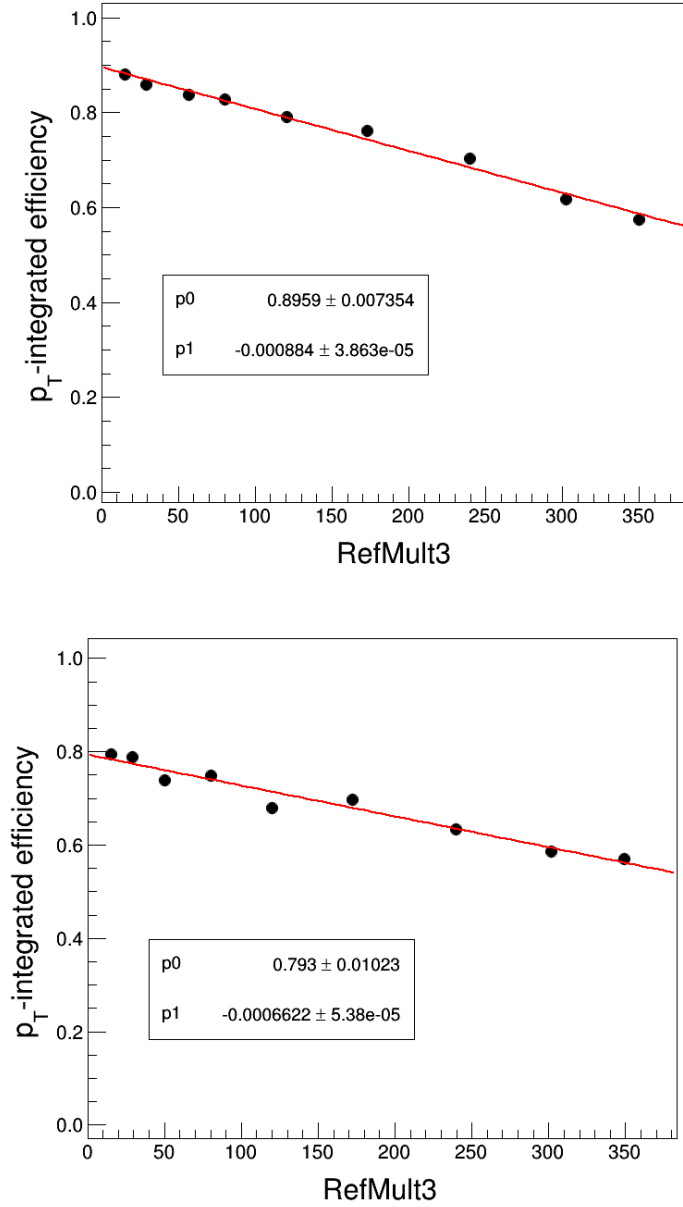 1.0
0.8
0.6
0.4
0.2
0.0
p_T-integrated efficiency
p0 0.8959 ± 0.007354
p1 -0.000884 ± 3.863e-05
0 50 100 150 200 250 300 350
RefMult3
1.0
0.8
0.6
0.4
0.2
0.0
p_T-integrated efficiency
p0 0.793 ± 0.01023
p1 -0.0006622 ± 5.38e-05
0 50 100 150 200 250 300 350
RefMult3